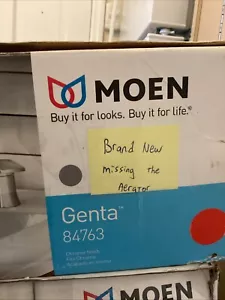 MOEN
Buy it for looks. Buy it for life.®
Brand New
Missing the
Aerator
Genta™
84763
MOEN